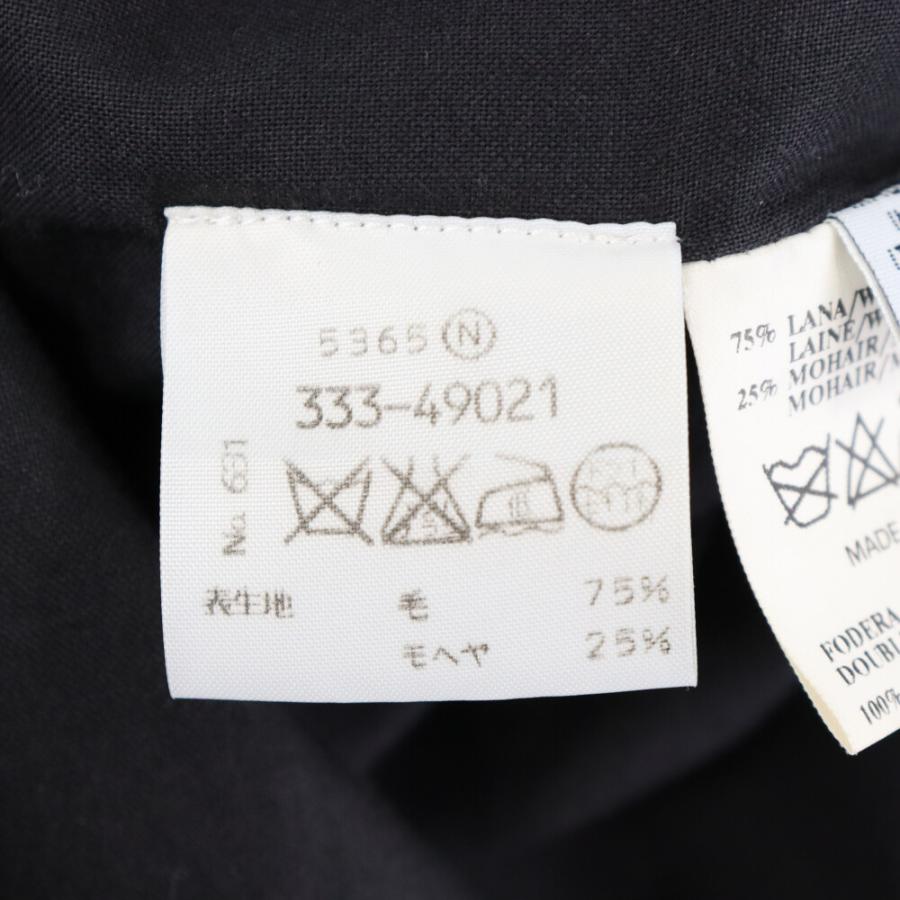 5365 Ⓝ
333-49021
No. 661
表生地 毛 75%
モヘヤ 25%
75% LANA/W
LAINE/W
25% MOHAIR/
MOHAIR/
MADE
FODERA
DOUBL
100%